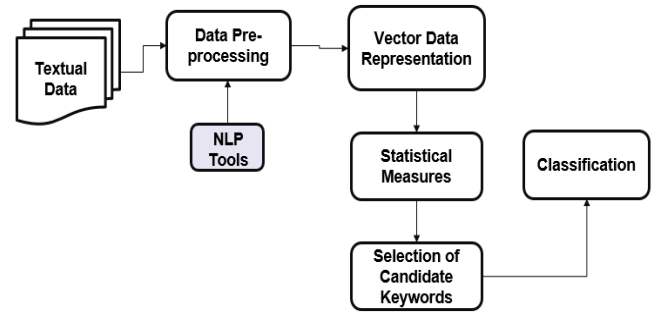 Textual
Data
Data Pre-
processing
NLP
Tools
Vector Data
Representation
Statistical
Measures
Selection of
Candidate
Keywords
Classification